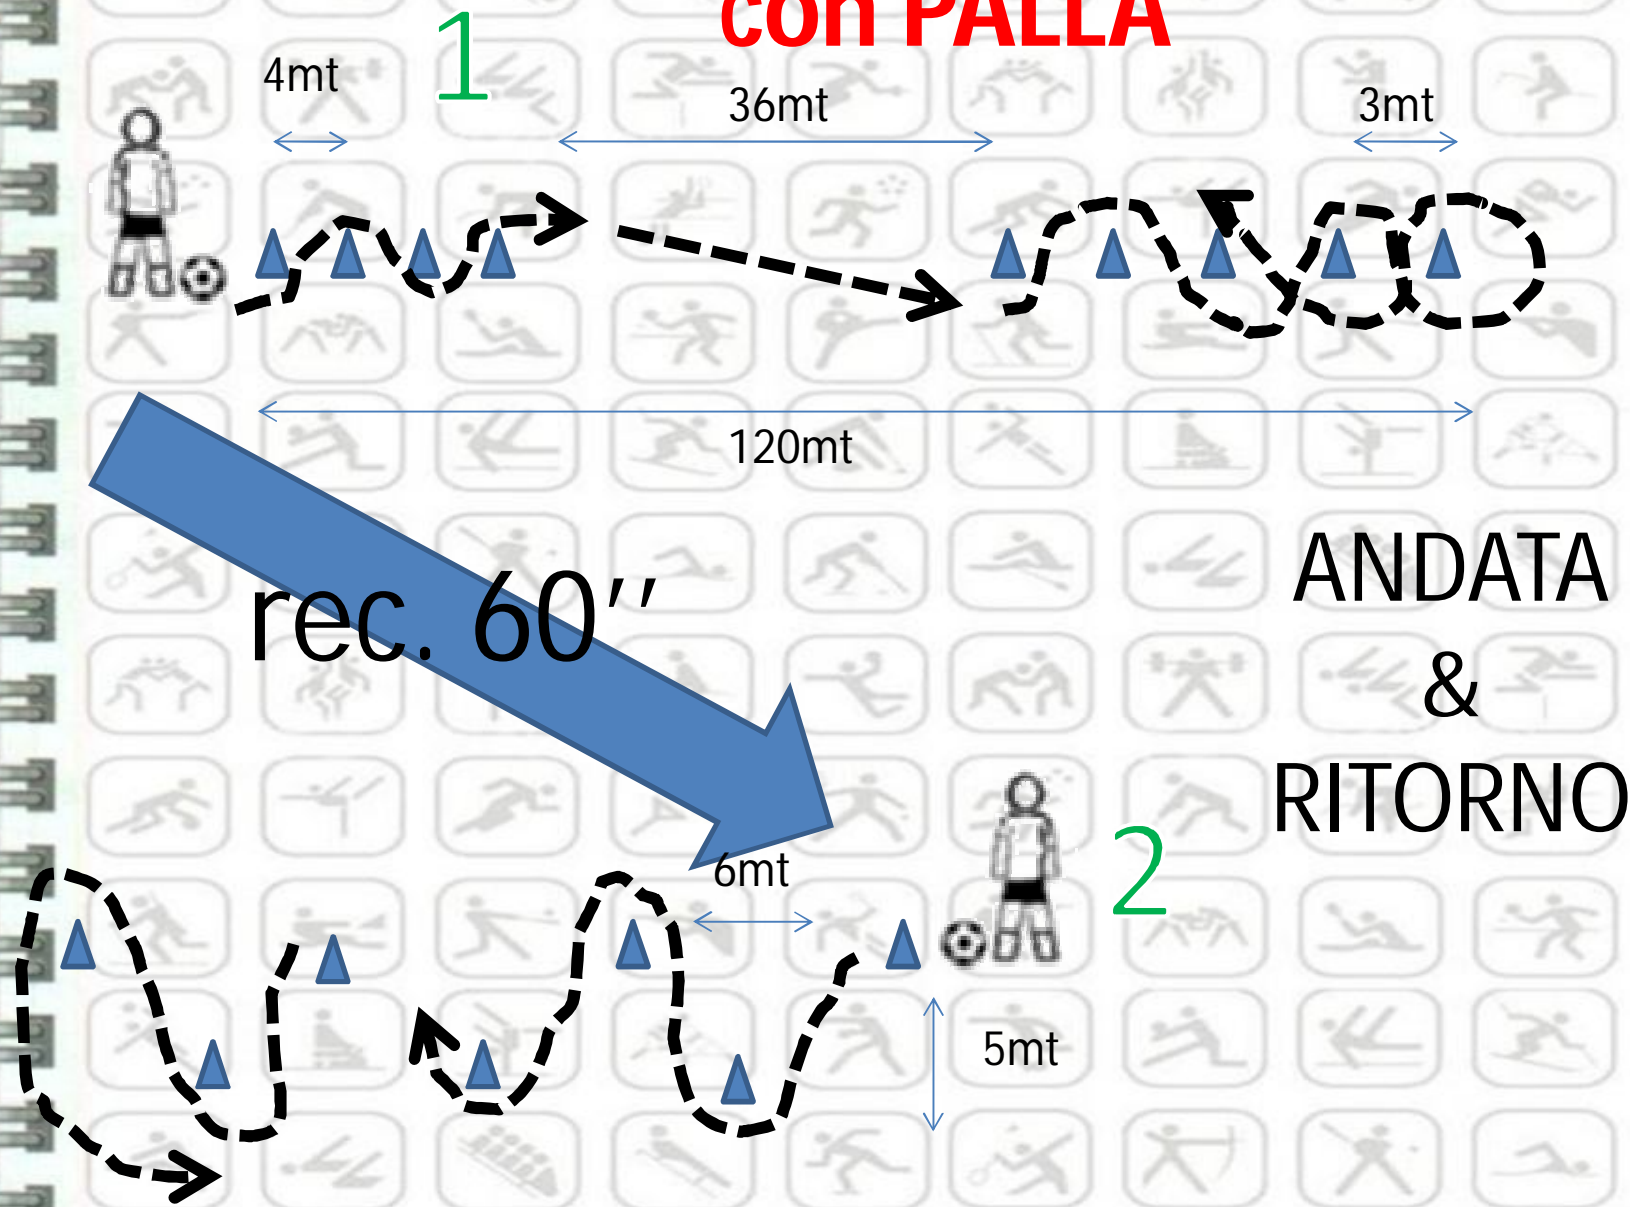 con PALLA
1
4mt
36mt
3mt
120mt
rec. 60’’
ANDATA
&
RITORNO
6mt
2
5mt